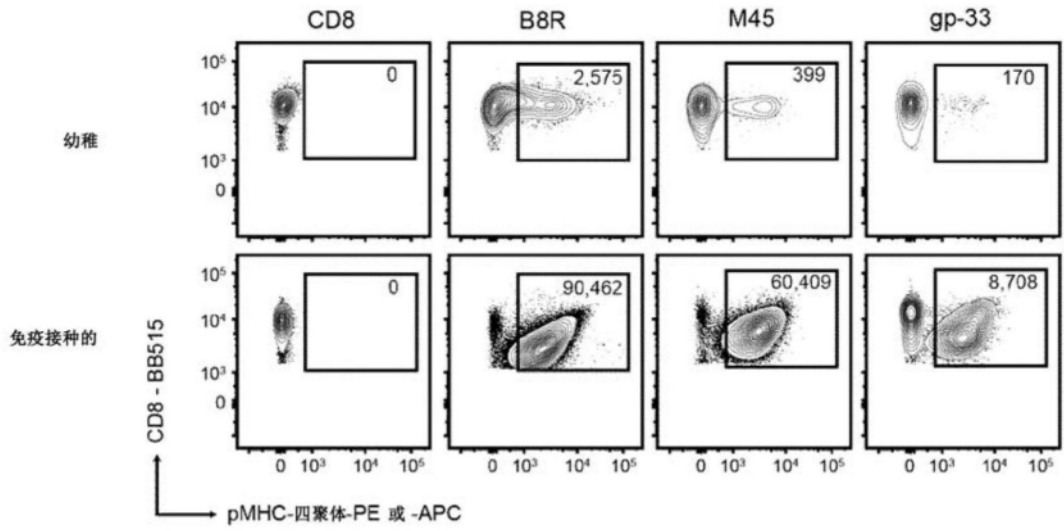 CD8 B8R M45 gp-33
幼稚
10⁵ 10⁴ 10³ 0
0 2,575 399 170
免疫接种的
10⁵ 10⁴ 10³ 0
0 90,462 60,409 8,708
0 10³ 10⁴ 10⁵ 0 10³ 10⁴ 10⁵ 0 10³ 10⁴ 10⁵ 0 10³ 10⁴ 10⁵
CD8 - BB515
pMHC-四聚体-PE 或 -APC